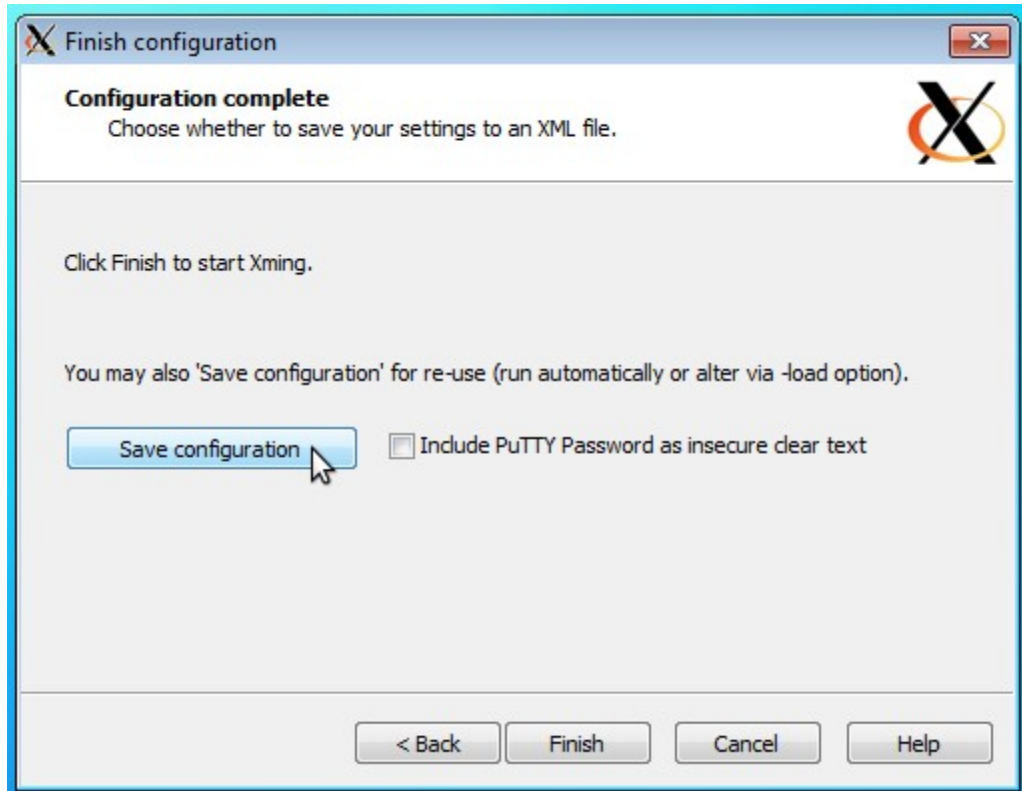 Finish configuration
Configuration complete
Choose whether to save your settings to an XML file.
Click Finish to start Xming.
You may also 'Save configuration' for re-use (run automatically or alter via -load option).
Save configuration
Include PuTTY Password as insecure clear text
< Back
Finish
Cancel
Help